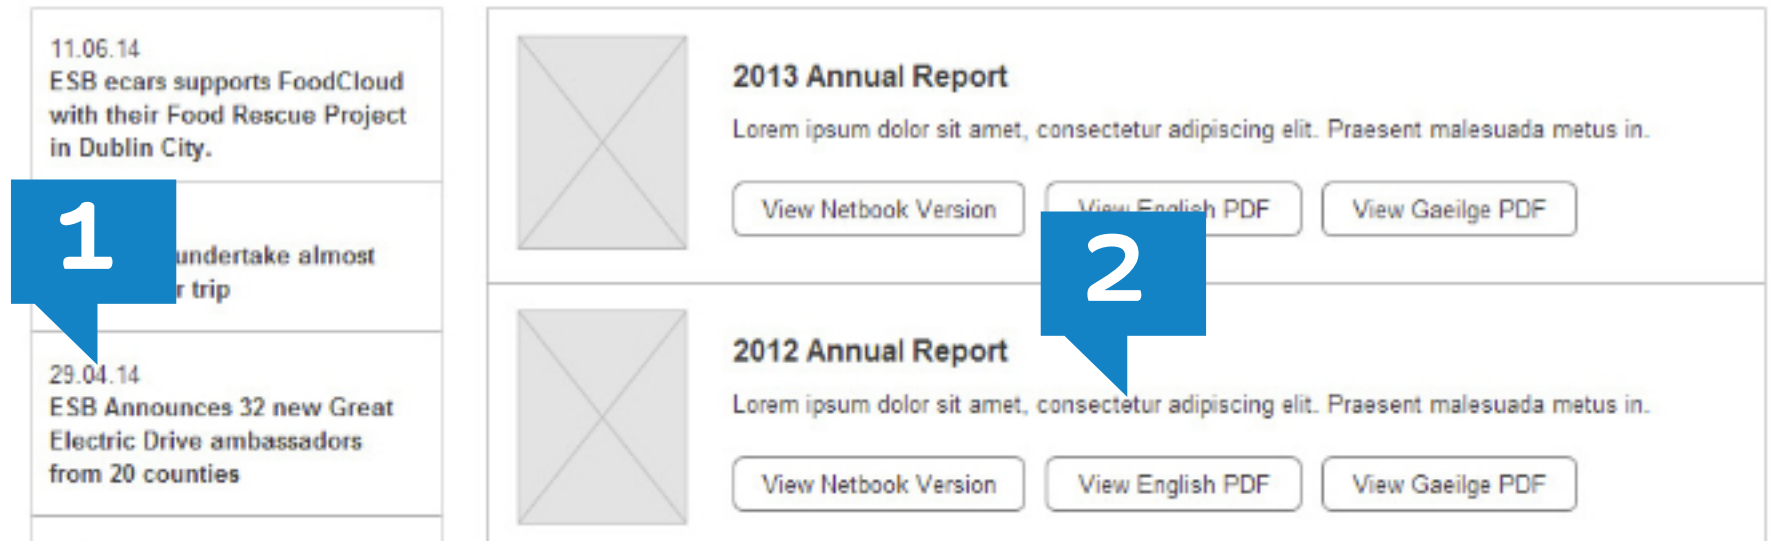 11.06.14
ESB ecars supports FoodCloud
with their Food Rescue Project
in Dublin City.
1
undertake almost
trip
29.04.14
ESB Announces 32 new Great
Electric Drive ambassadors
from 20 counties
2013 Annual Report
Lorem ipsum dolor sit amet, consectetur adipiscing elit. Praesent malesuada metus in.
View Netbook Version
View English PDF
View Gaeilge PDF
2
2012 Annual Report
Lorem ipsum dolor sit amet, consectetur adipiscing elit. Praesent malesuada metus in.
View Netbook Version
View English PDF
View Gaeilge PDF